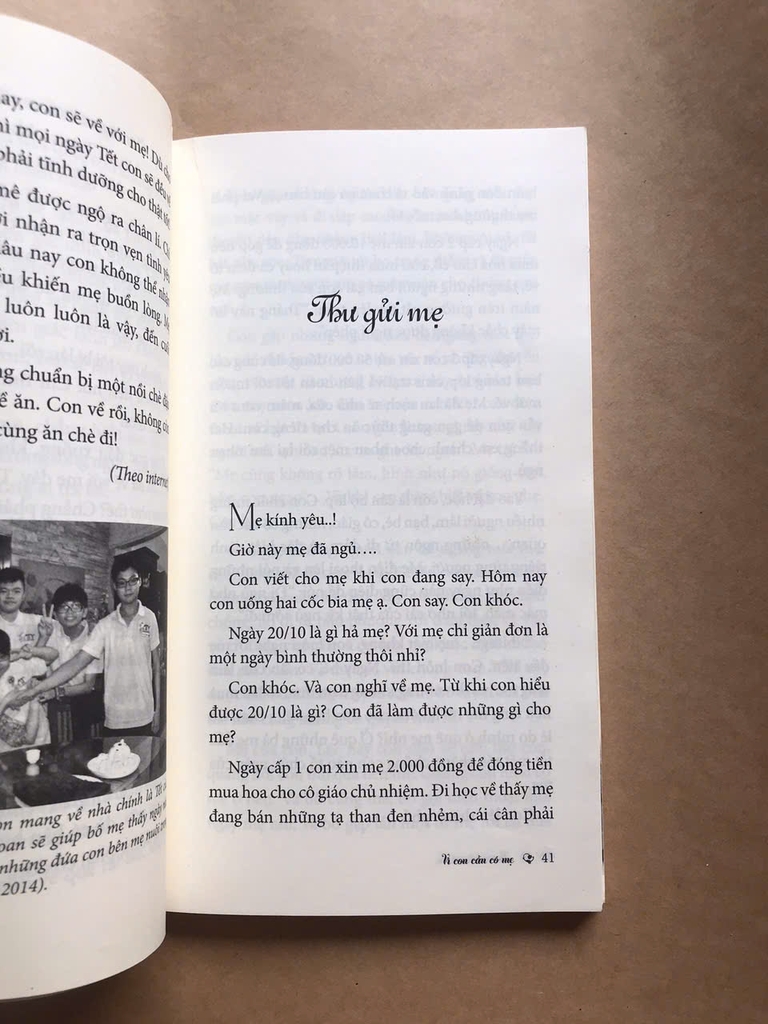 ay, con sẽ về với mẹ! Dù
mọi ngày Tết con sẽ đều
phải tĩnh dưỡng cho thật
mê được ngộ ra chân lí.
nhận ra trọn vẹn tình
nay con không thể
khiến mẹ buồn lòng.
luôn luôn là vậy, đến
chuẩn bị một nồi chè
ăn. Con về rồi, không
cùng ăn chè đi!
(Theo internet
mang về nhà chính là Tết
sẽ giúp bố mẹ thấy ngày
những đứa con bên mẹ
2014).
Thư gửi mẹ
Mẹ kính yêu..!
Giờ này mẹ đã ngủ….
Con viết cho mẹ khi con đang say. Hôm nay
con uống hai cốc bia mẹ ạ. Con say. Con khóc.
Ngày 20/10 là gì hả mẹ? Với mẹ chỉ giản đơn là
một ngày bình thường thôi nhỉ?
Con khóc. Và con nghĩ về mẹ. Từ khi con hiểu
được 20/10 là gì? Con đã làm được những gì cho
mẹ?
Ngày cấp 1 con xin mẹ 2.000 đồng để đóng tiền
mua hoa cho cô giáo chủ nhiệm. Đi học về thấy mẹ
đang bán những tạ than đen nhẻm, cái cân phải
Vì con cần có mẹ 41